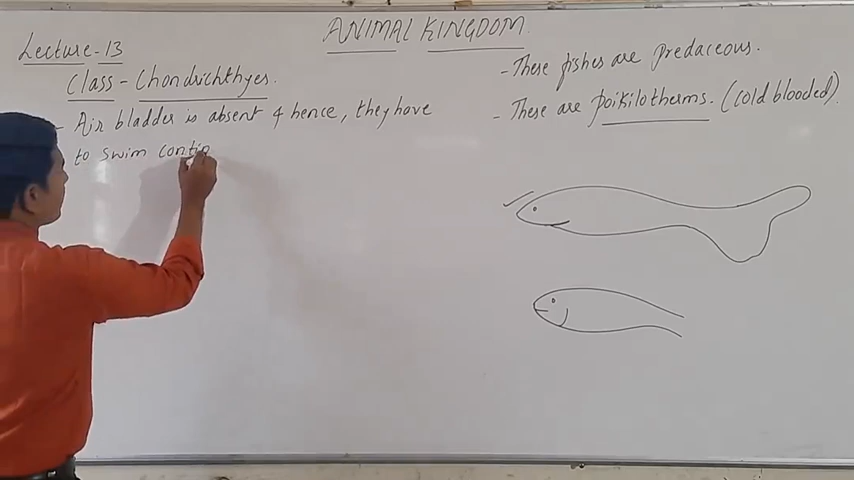 ANIMAL KINGDOM
Lecture-13
Class - Chondrichthyes.
- Air bladder is absent & hence, they have
to swim contin
- These fishes are predaceous.
- These are poikilotherms. (cold blooded).